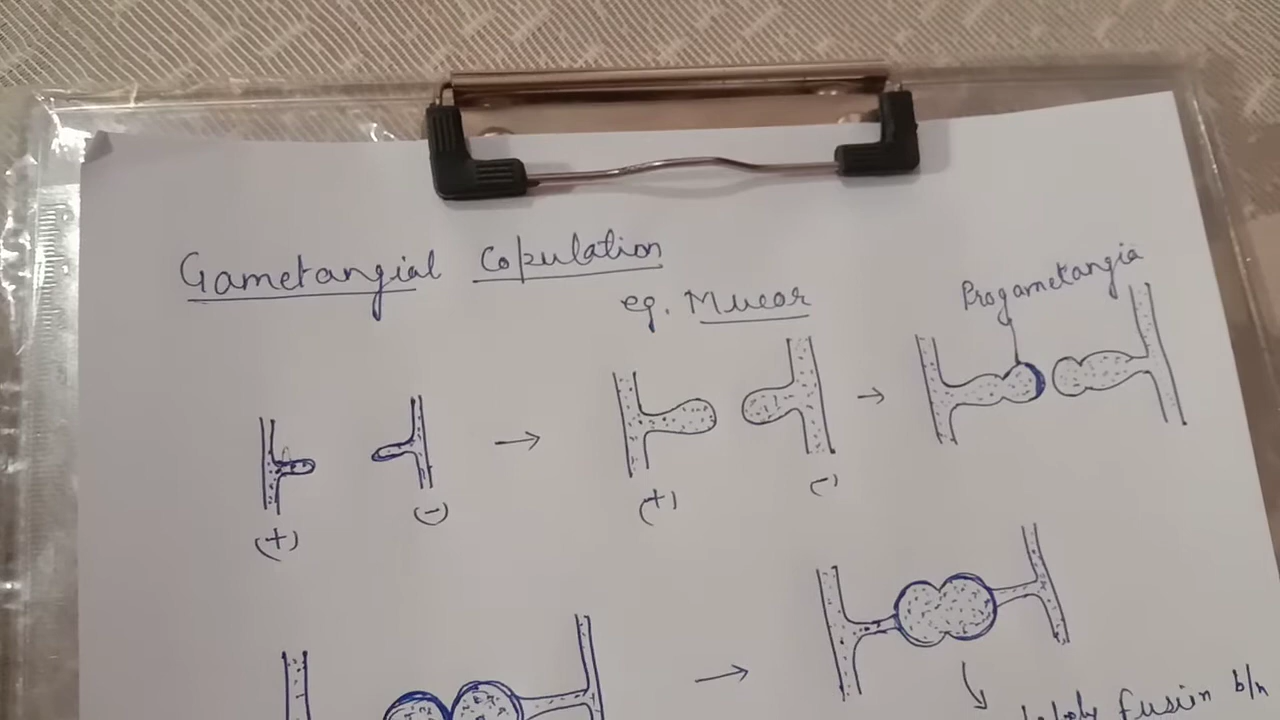 Gametangial Copulation
eg. Mucor
Progametangia
(+)
(-)
(+)
(-)
fusion b/n